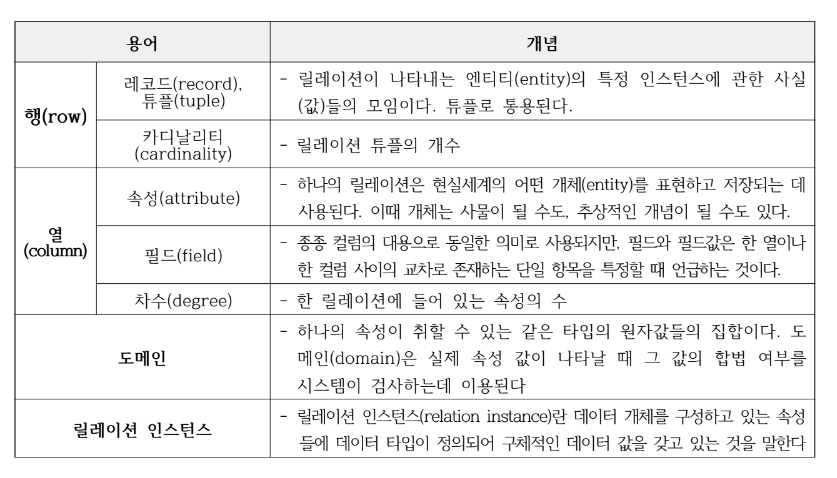 용어
개념
행(row)
레코드(record),
튜플(tuple)
- 릴레이션이 나타내는 엔티티(entity)의 특정 인스턴스에 관한 사실
(값)들의 모임이다. 튜플로 통용된다.
카디날리티
(cardinality)
- 릴레이션 튜플의 개수
열
(column)
속성(attribute)
- 하나의 릴레이션은 현실세계의 어떤 개체(entity)를 표현하고 저장되는 데
사용된다. 이때 개체는 사물이 될 수도, 추상적인 개념이 될 수도 있다.
필드(field)
- 종종 컬럼의 대용으로 동일한 의미로 사용되지만, 필드와 필드값은 한 열이나
한 컬럼 사이의 교차로 존재하는 단일 항목을 특정할 때 언급하는 것이다.
차수(degree)
- 한 릴레이션에 들어 있는 속성의 수
도메인
- 하나의 속성이 취할 수 있는 같은 타입의 원자값들의 집합이다. 도
메인(domain)은 실제 속성 값이 나타날 때 그 값의 합법 여부를
시스템이 검사하는데 이용된다
릴레이션 인스턴스
- 릴레이션 인스턴스(relation instance)란 데이터 개체를 구성하고 있는 속성
들에 데이터 타입이 정의되어 구체적인 데이터 값을 갖고 있는 것을 말한다